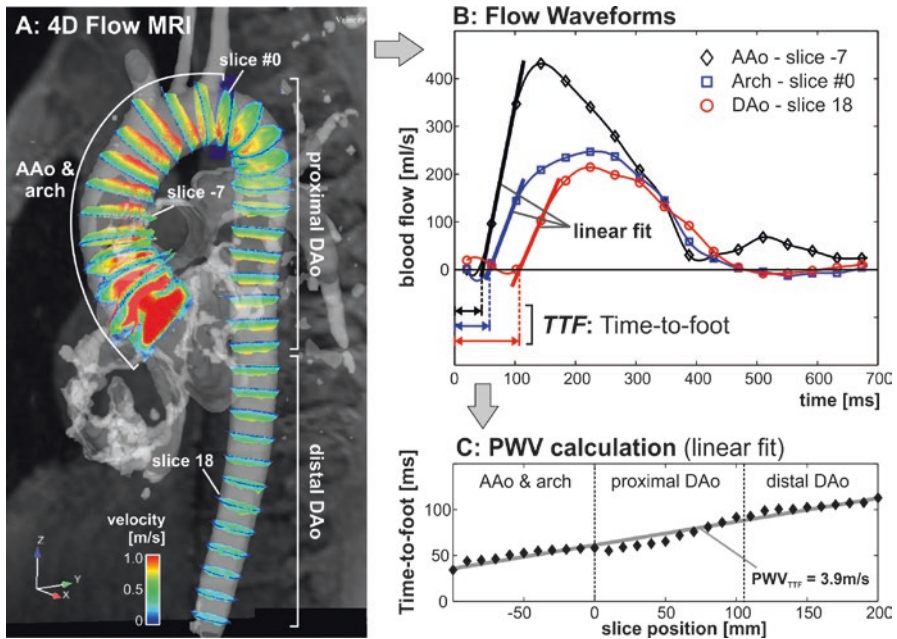 A: 4D Flow MRI
slice #0
AAo &
arch
slice -7
proximal DAo
distal DAo
slice 18
velocity
[m/s]
1.0
0.5
0.0
Z
Y
X
B: Flow Waveforms
AAo - slice -7
Arch - slice #0
DAo - slice 18
blood flow [ml/s]
400
300
200
100
0
linear fit
TTF: Time-to-foot
0 100 200 300 400 500 600 700
time [ms]
C: PWV calculation (linear fit)
AAo & arch proximal DAo distal DAo
Time-to-foot [ms]
100
50
0
PWVTTF = 3.9m/s
-50 0 50 100 150 200
slice position [mm]